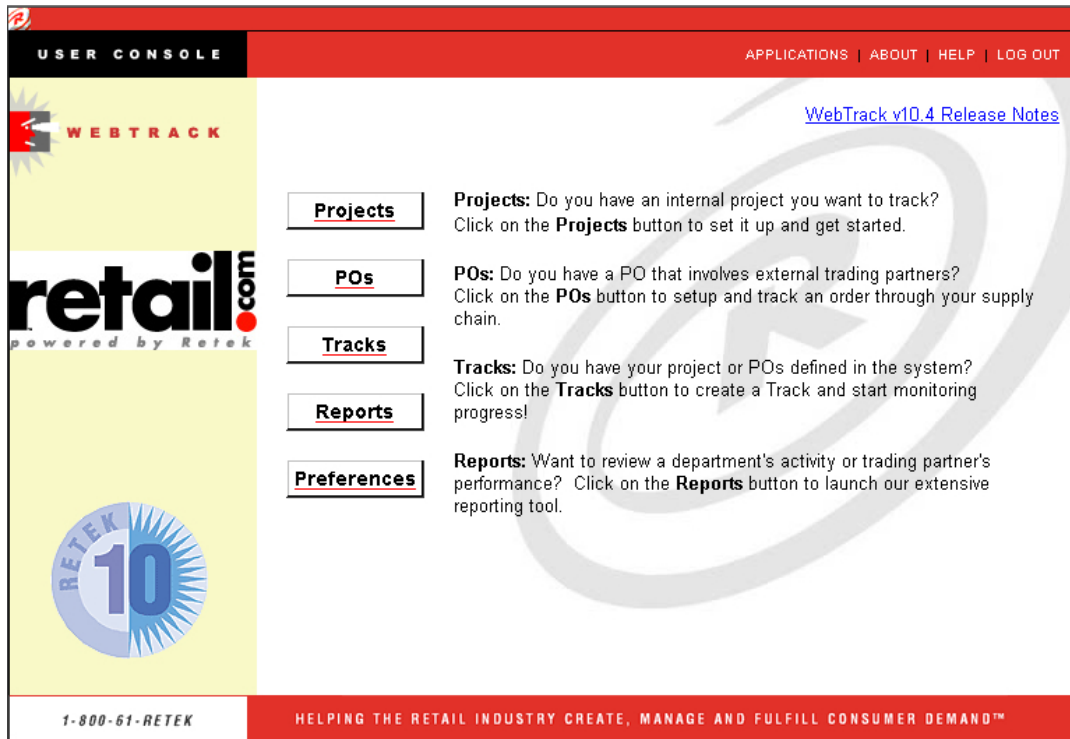 USER CONSOLE
APPLICATIONS | ABOUT | HELP | LOG OUT
WEBTRACK
WebTrack v10.4 Release Notes
retail.com
powered by Retek
Projects
POs
Tracks
Reports
Preferences
Projects: Do you have an internal project you want to track?
Click on the Projects button to set it up and get started.
POs: Do you have a PO that involves external trading partners?
Click on the POs button to setup and track an order through your supply
chain.
Tracks: Do you have your project or POs defined in the system?
Click on the Tracks button to create a Track and start monitoring
progress!
Reports: Want to review a department's activity or trading partner's
performance? Click on the Reports button to launch our extensive
reporting tool.
RETEK
10
1-800-61-RETEK
HELPING THE RETAIL INDUSTRY CREATE, MANAGE AND FULFILL CONSUMER DEMAND™
R
R